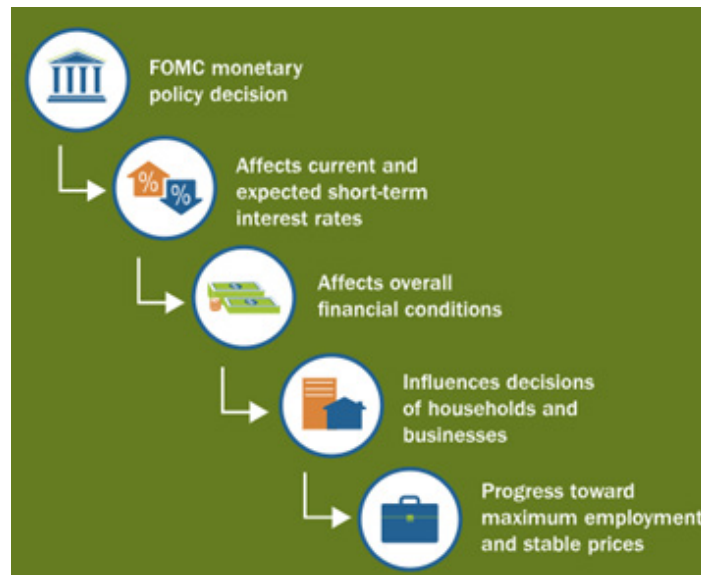 FOMC monetary
policy decision
Affects current and
expected short-term
interest rates
%
%
Affects overall
financial conditions
Influences decisions
of households and
businesses
Progress toward
maximum employment
and stable prices